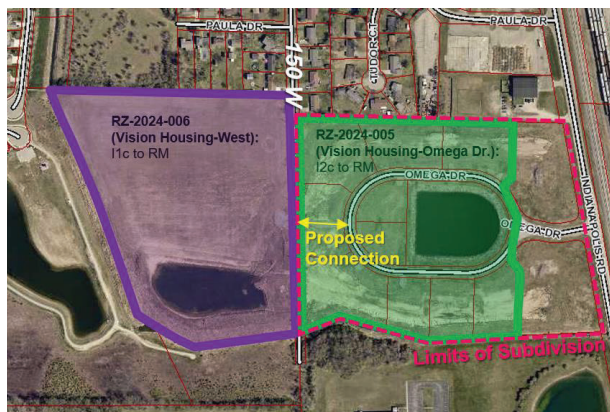 PAULA DR
PAULA DR
TUDOR CT
150 W
RZ-2024-006
(Vision Housing-West):
I1c to RM
RZ-2024-005
(Vision Housing-Omega Dr.):
I2c to RM
OMEGA DR
OMEGA DR
INDIANAPOLIS RD
Proposed
Connection
Limits of Subdivision